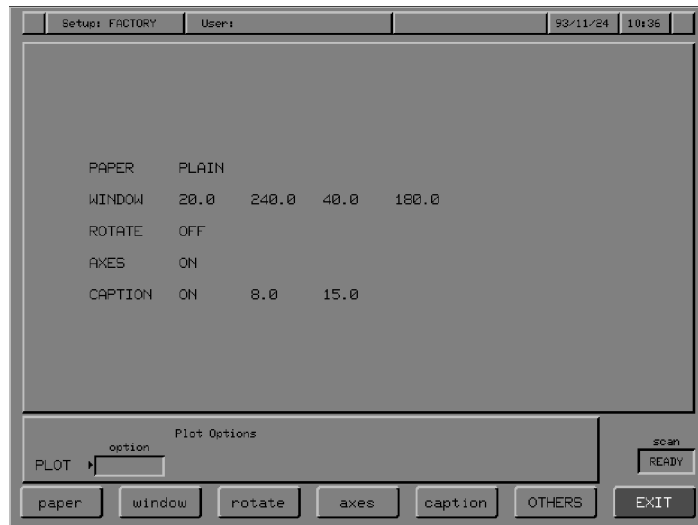 Setup: FACTORY User: 93/11/24 10:36
PAPER PLAIN
WINDOW 20.0 240.0 40.0 180.0
ROTATE OFF
AXES ON
CAPTION ON 8.0 15.0
Plot Options
option
PLOT
scan
READY
paper window rotate axes caption OTHERS EXIT